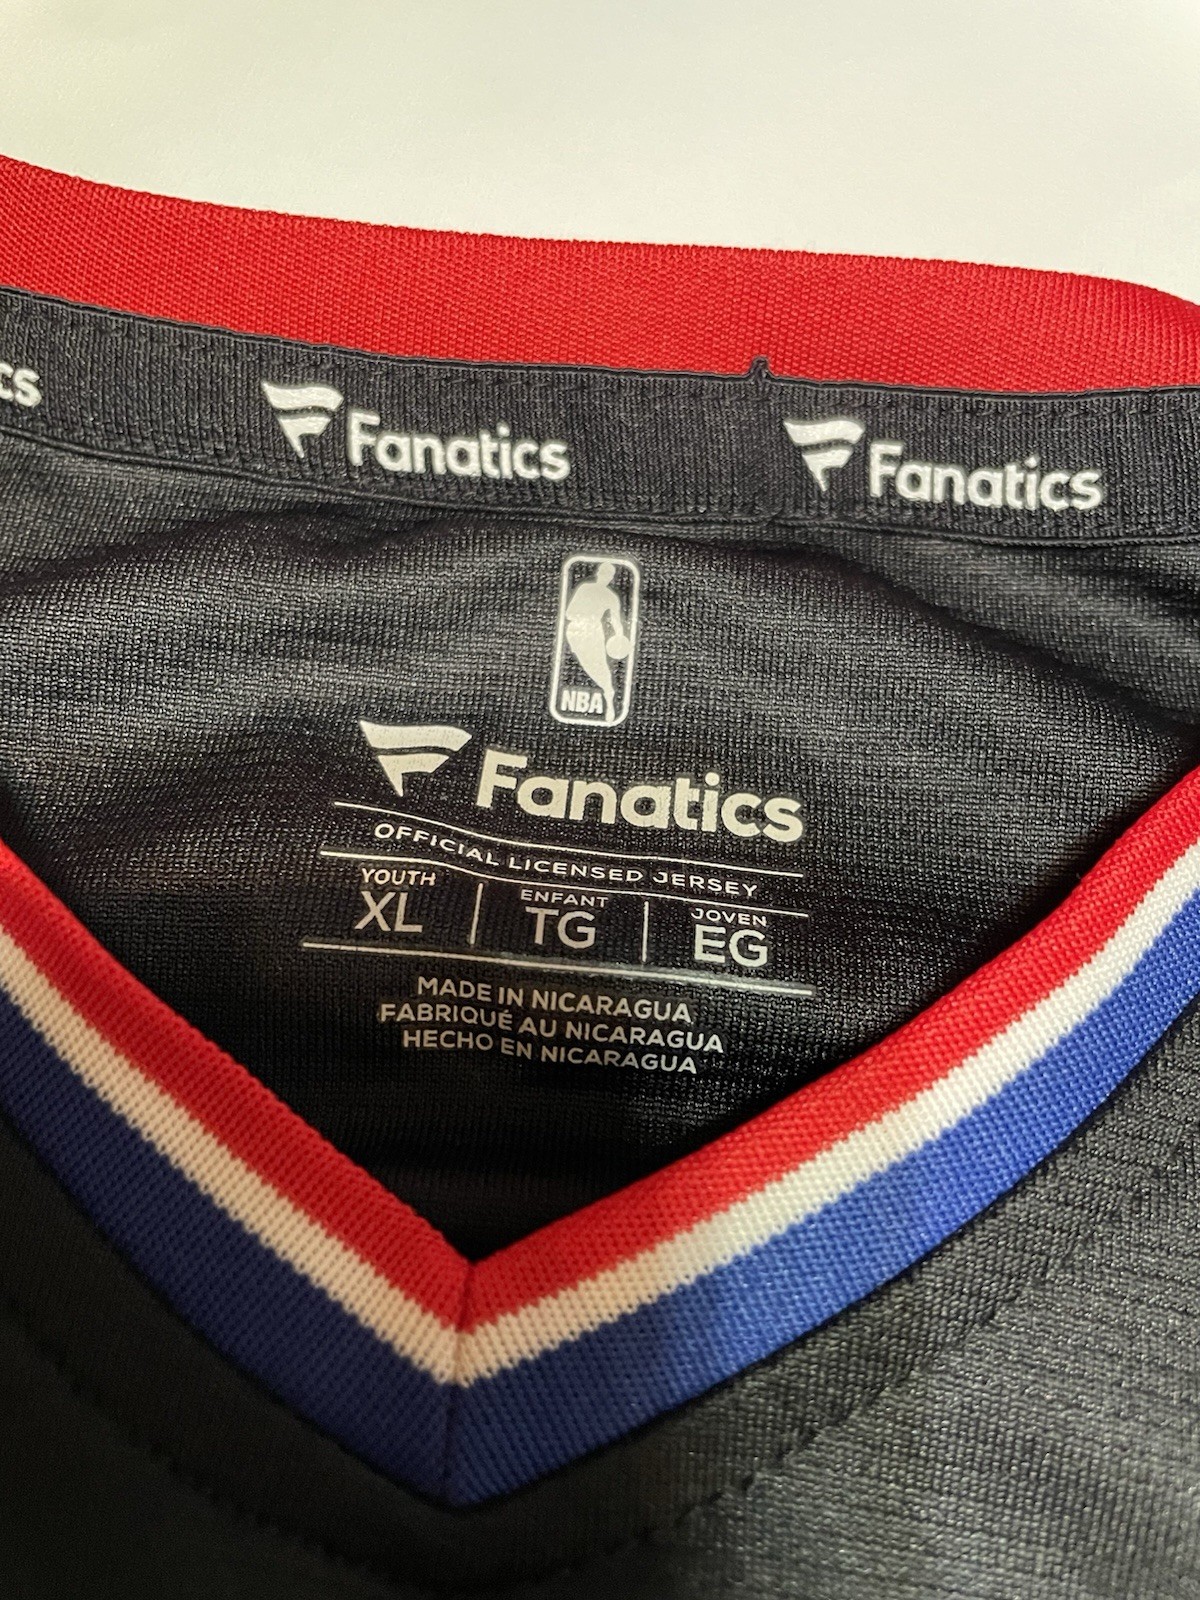 cs Fanatics Fanatics
NBA
Fanatics
OFFICIAL LICENSED JERSEY
YOUTH ENFANT JOVEN
XL TG EG
MADE IN NICARAGUA
FABRIQUÉ AU NICARAGUA
HECHO EN NICARAGUA